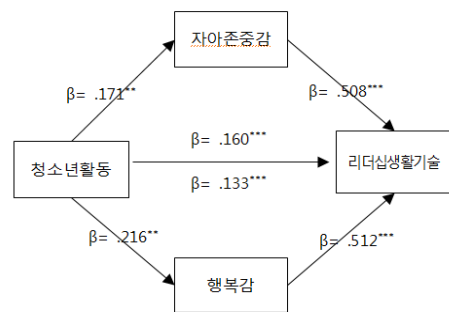 자아존중감
β= .171**
β= .508***
β= .160***
청소년활동
리더십생활기술
β= .133***
β= .216**
β= .512***
행복감